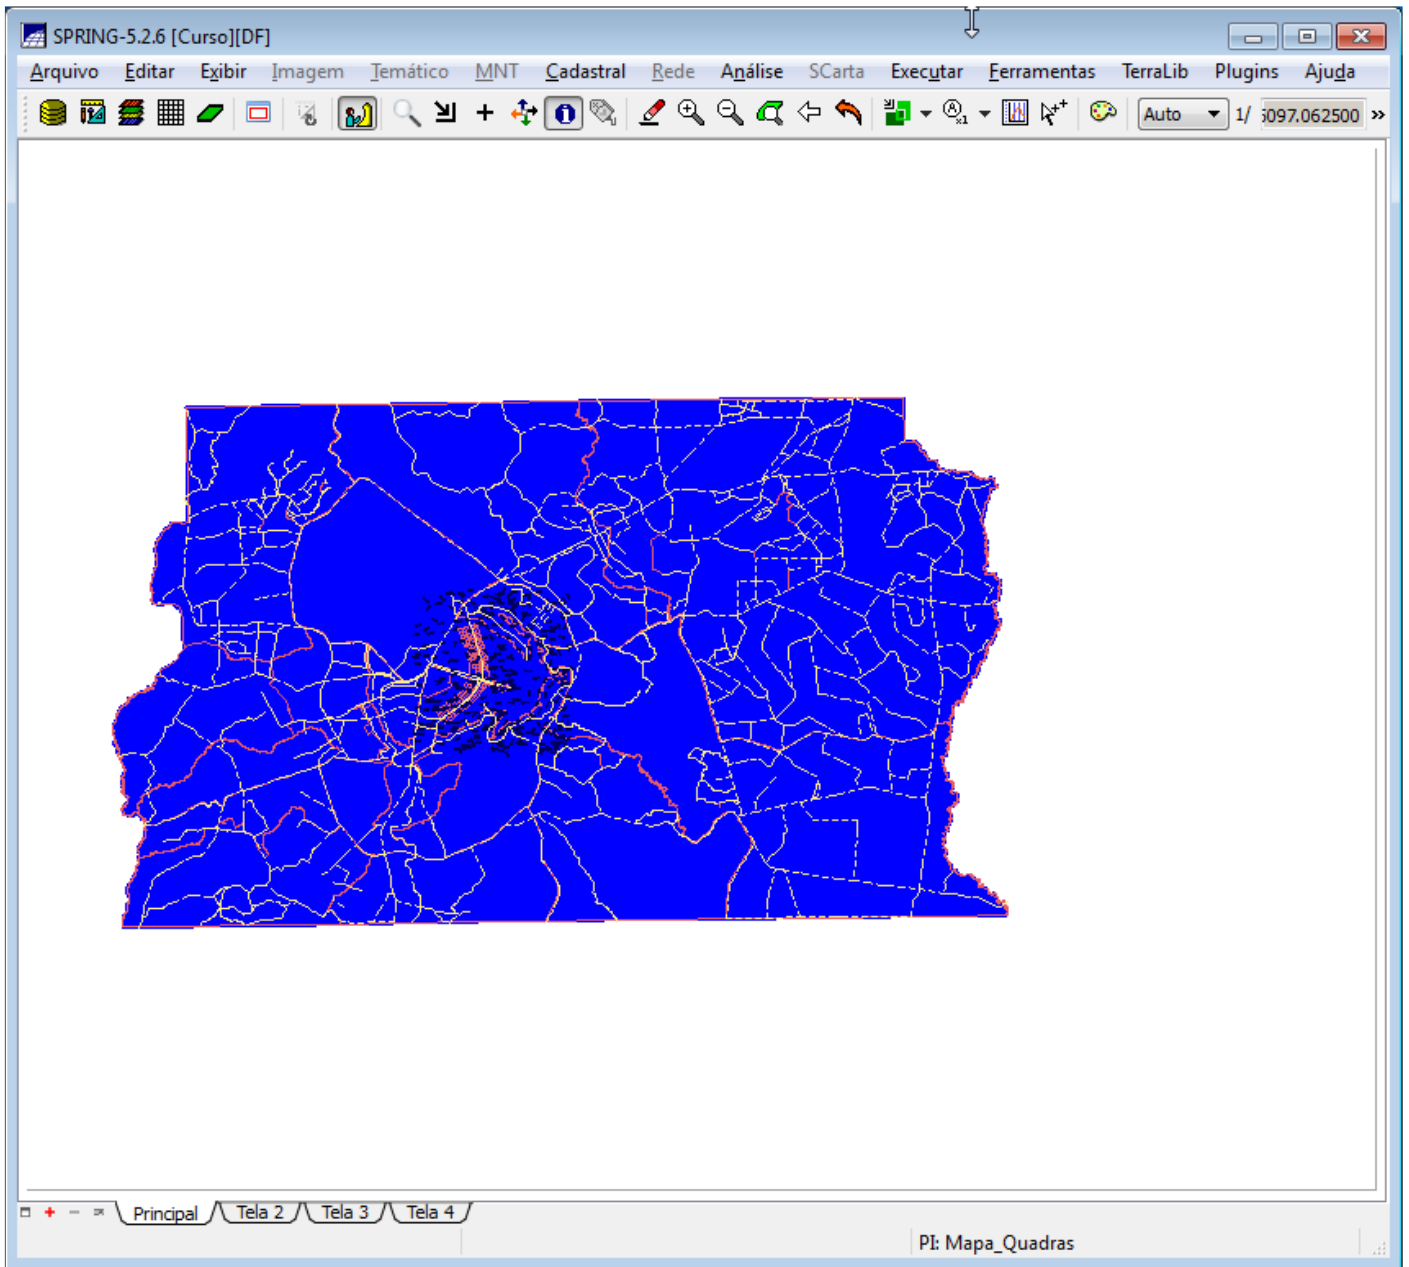 SPRING-5.2.6 [Curso][DF]
Arquivo Editar Exibir Imagem Temático MNT Cadastral Rede Análise SCarta Executar Ferramentas TerraLib Plugins Ajuda
Auto 1/ 5097.062500 »
Principal Tela 2 Tela 3 Tela 4
PI: Mapa_Quadras